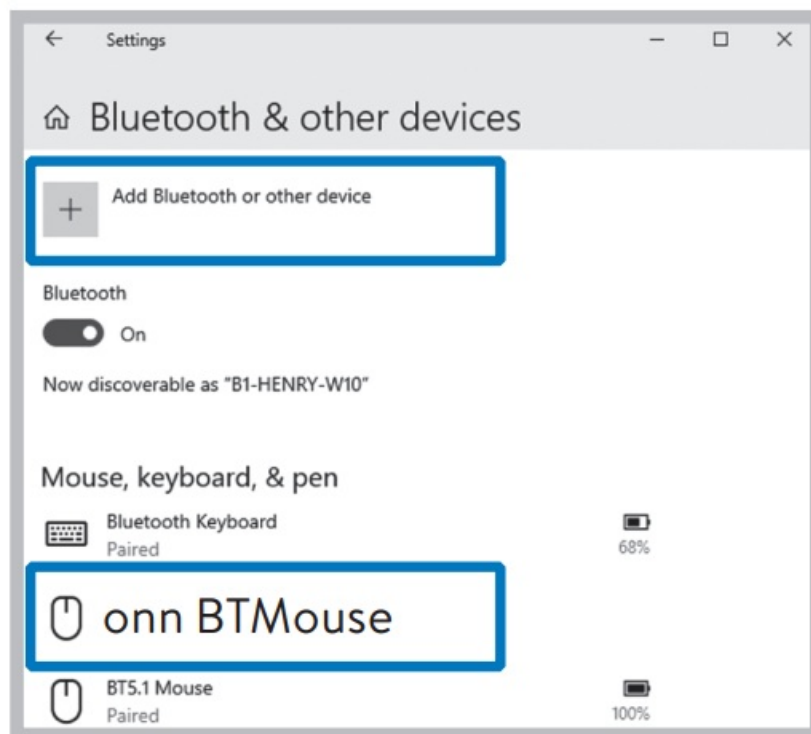 Settings
Bluetooth & other devices
Add Bluetooth or other device
Bluetooth
On
Now discoverable as "B1-HENRY-W10"
Mouse, keyboard, & pen
Bluetooth Keyboard
Paired
68%
onn BTMouse
BT5.1 Mouse
Paired
100%